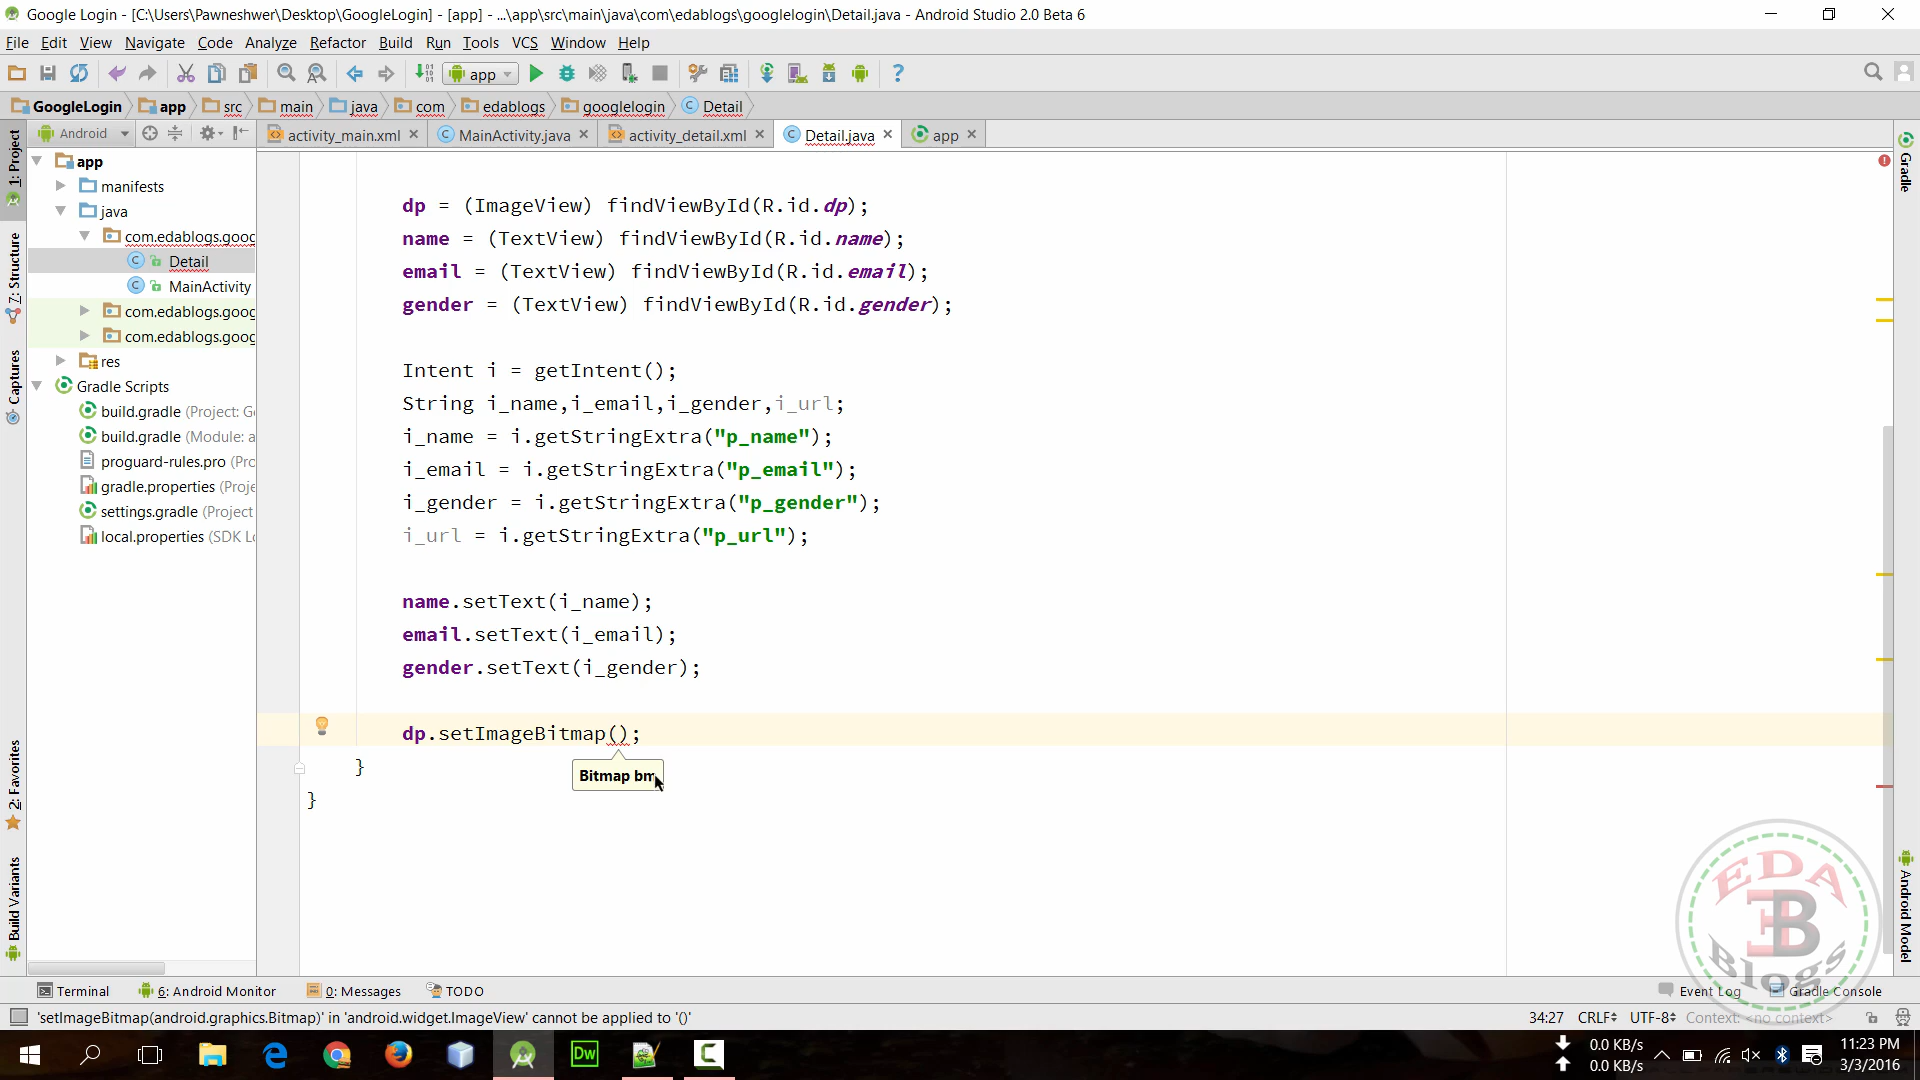 Google Login - [C:\Users\Pawneshwer\Desktop\GoogleLogin] - [app] - ...\app\src\main\java\com\edablogs\googlelogin\Detail.java - Android Studio 2.0 Beta 6
File Edit View Navigate Code Analyze Refactor Build Run Tools VCS Window Help
app
GoogleLogin app src main java com edablogs googlelogin Detail
Android activity_main.xml MainActivity.java activity_detail.xml Detail.java app
1: Project
7: Structure
Captures
2: Favorites
Build Variants
app
manifests
java
com.edablogs.goog
Detail
MainActivity
com.edablogs.goog
com.edablogs.goog
res
Gradle Scripts
build.gradle (Project: G
build.gradle (Module: a
proguard-rules.pro (Pro
gradle.properties (Proje
settings.gradle (Project
local.properties (SDK Lo
dp = (ImageView) findViewById(R.id.dp);
name = (TextView) findViewById(R.id.name);
email = (TextView) findViewById(R.id.email);
gender = (TextView) findViewById(R.id.gender);
Intent i = getIntent();
String i_name,i_email,i_gender,i_url;
i_name = i.getStringExtra("p_name");
i_email = i.getStringExtra("p_email");
i_gender = i.getStringExtra("p_gender");
i_url = i.getStringExtra("p_url");
name.setText(i_name);
email.setText(i_email);
gender.setText(i_gender);
dp.setImageBitmap();
Bitmap bm
}
}
Gradle
Android Model
EDA
EB
Blogs
Terminal 6: Android Monitor 0: Messages TODO Event Log Gradle Console
'setImageBitmap(android.graphics.Bitmap)' in 'android.widget.ImageView' cannot be applied to '()' 34:27 CRLF UTF-8 Context: <no context>
Dw
0.0 KB/s
0.0 KB/s
11:23 PM
3/3/2016